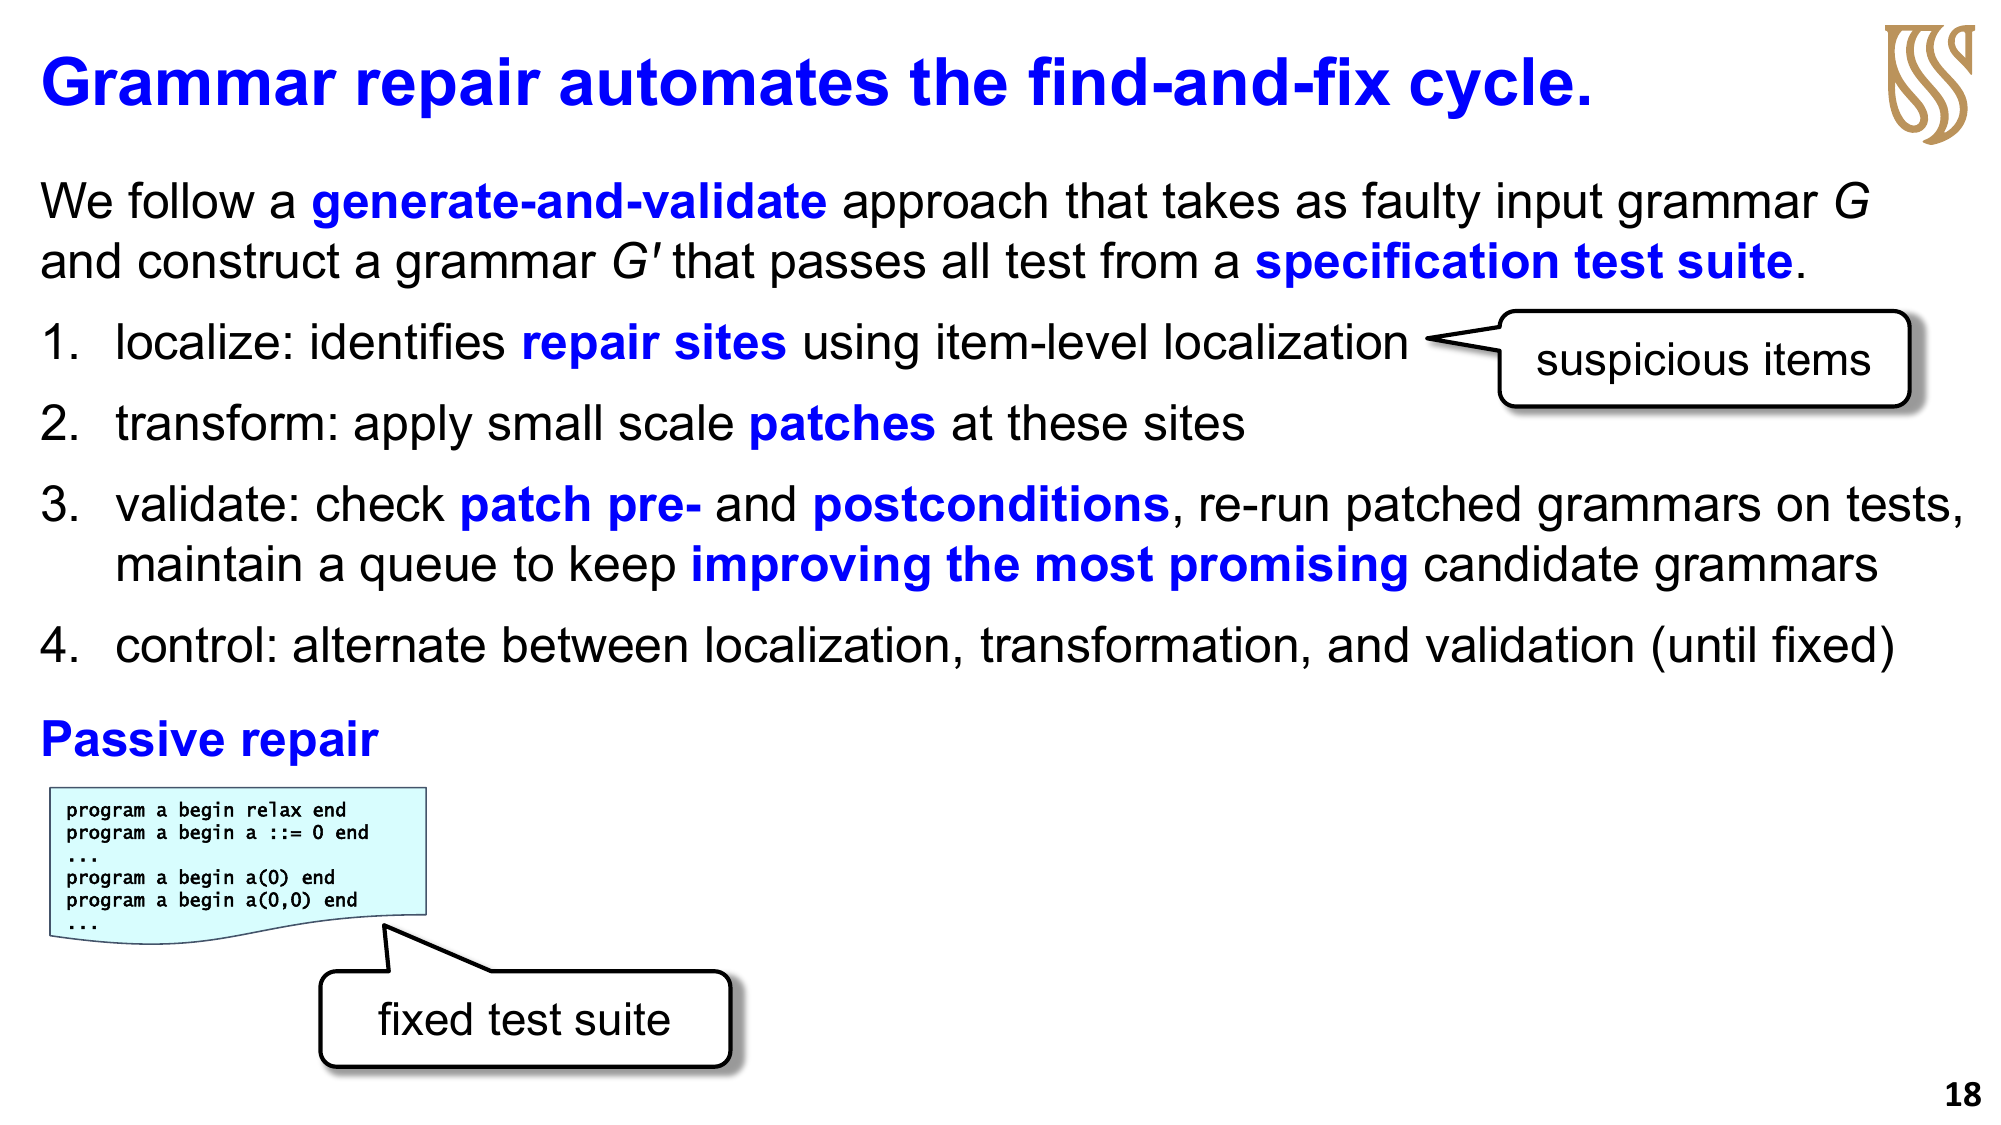 Grammar repair automates the find-and-fix cycle.
We follow a generate-and-validate approach that takes as faulty input grammar G
and construct a grammar G' that passes all test from a specification test suite.
1. localize: identifies repair sites using item-level localization
suspicious items
2. transform: apply small scale patches at these sites
3. validate: check patch pre- and postconditions, re-run patched grammars on tests,
maintain a queue to keep improving the most promising candidate grammars
4. control: alternate between localization, transformation, and validation (until fixed)
Passive repair
program a begin relax end
program a begin a ::= 0 end
...
program a begin a(0) end
program a begin a(0,0) end
...
fixed test suite
18